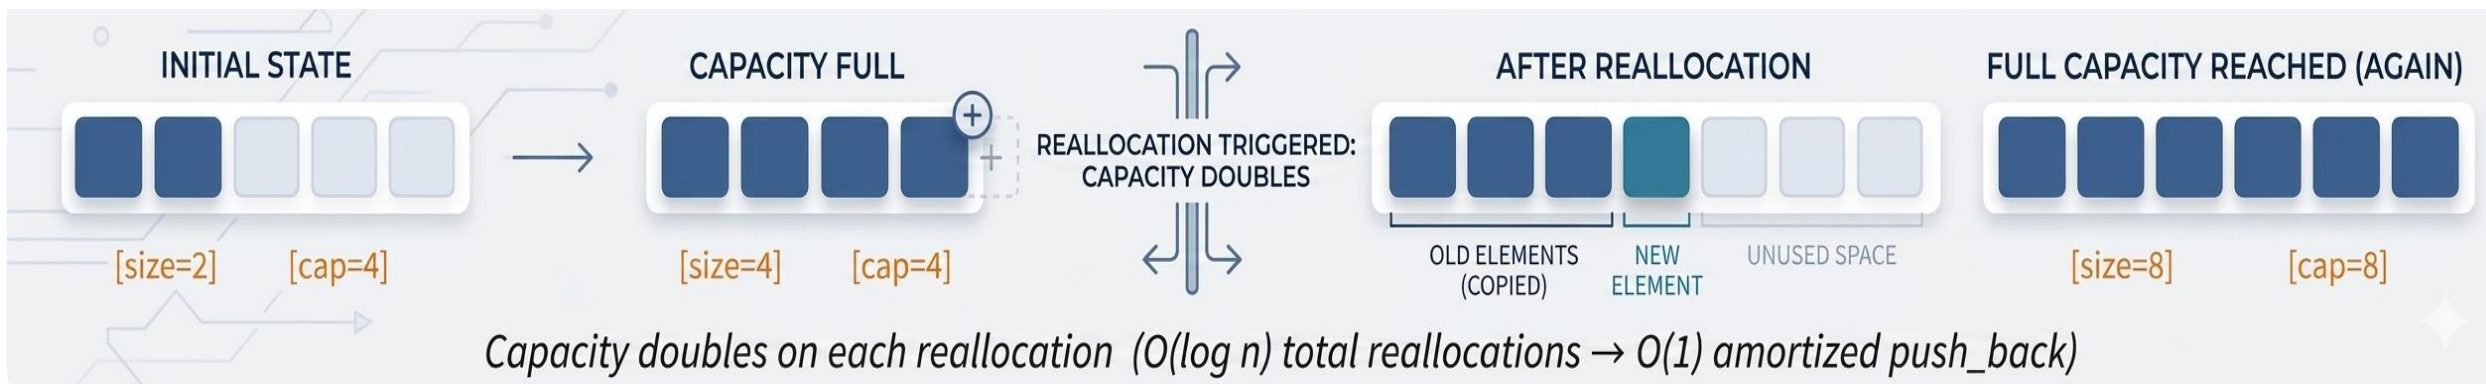 INITIAL STATE
[size=2] [cap=4]
CAPACITY FULL
+
+
[size=4] [cap=4]
REALLOCATION TRIGGERED:
CAPACITY DOUBLES
AFTER REALLOCATION
OLD ELEMENTS
(COPIED)
NEW
ELEMENT
UNUSED SPACE
FULL CAPACITY REACHED (AGAIN)
[size=8] [cap=8]
Capacity doubles on each reallocation (O(log n) total reallocations → O(1) amortized push_back)